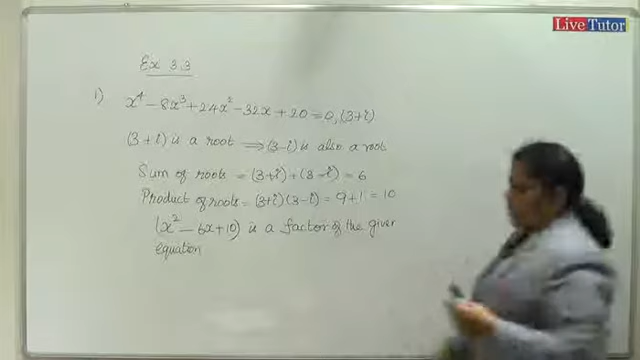 Live Tutor
Ex 3.3
1) x⁴ - 8x³ + 24x² - 32x + 20 = 0, (3+i)
(3+i) is a root ⟹ (3-i) is also a root
Sum of roots = (3+i) + (3-i) = 6
Product of roots = (3+i) (3-i) = 9+1 = 10
(x² - 6x + 10) is a factor of the given
equation